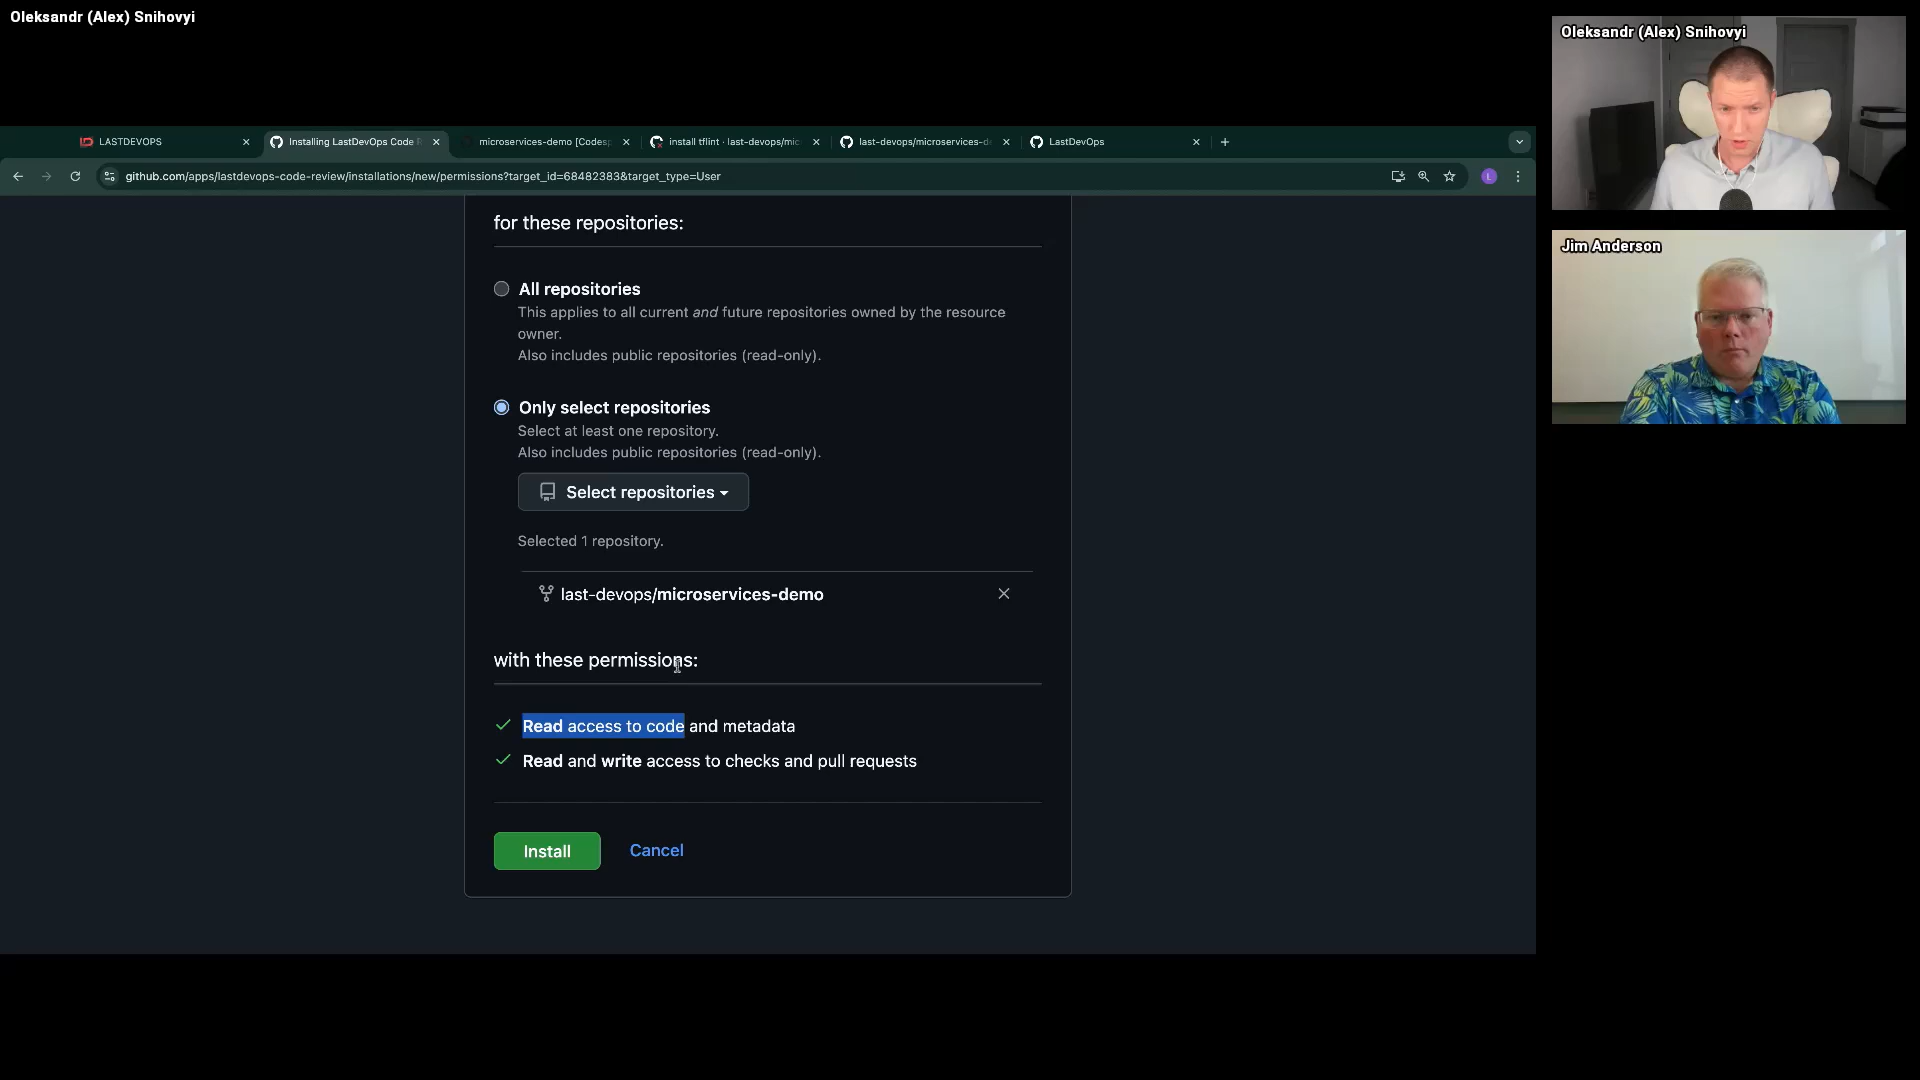 Oleksandr (Alex) Snihovyi
Oleksandr (Alex) Snihovyi
Jim Anderson
LASTDEVOPS
Installing LastDevOps Code R
microservices-demo [Codesp
install tflint · last-devops/mic
last-devops/microservices-de
LastDevOps
github.com/apps/lastdevops-code-review/installations/new/permissions?target_id=68482383&target_type=User
L
for these repositories:
All repositories
This applies to all current and future repositories owned by the resource
owner.
Also includes public repositories (read-only).
Only select repositories
Select at least one repository.
Also includes public repositories (read-only).
Select repositories
Selected 1 repository.
last-devops/microservices-demo
with these permissions:
Read access to code and metadata
Read and write access to checks and pull requests
Install
Cancel